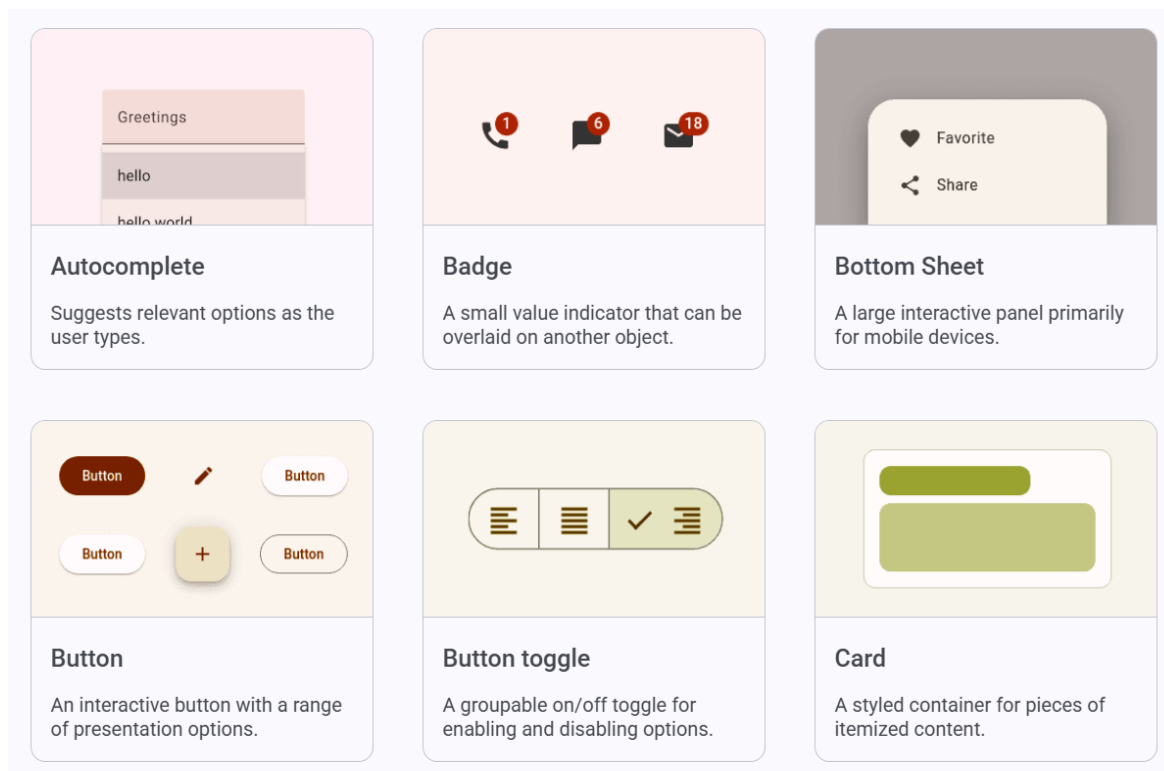 Greetings
hello
hello world
Autocomplete
Suggests relevant options as the
user types.
1
6
18
Badge
A small value indicator that can be
overlaid on another object.
Favorite
Share
Bottom Sheet
A large interactive panel primarily
for mobile devices.
Button
Button
Button
Button
Button
An interactive button with a range
of presentation options.
Button toggle
A groupable on/off toggle for
enabling and disabling options.
Card
A styled container for pieces of
itemized content.